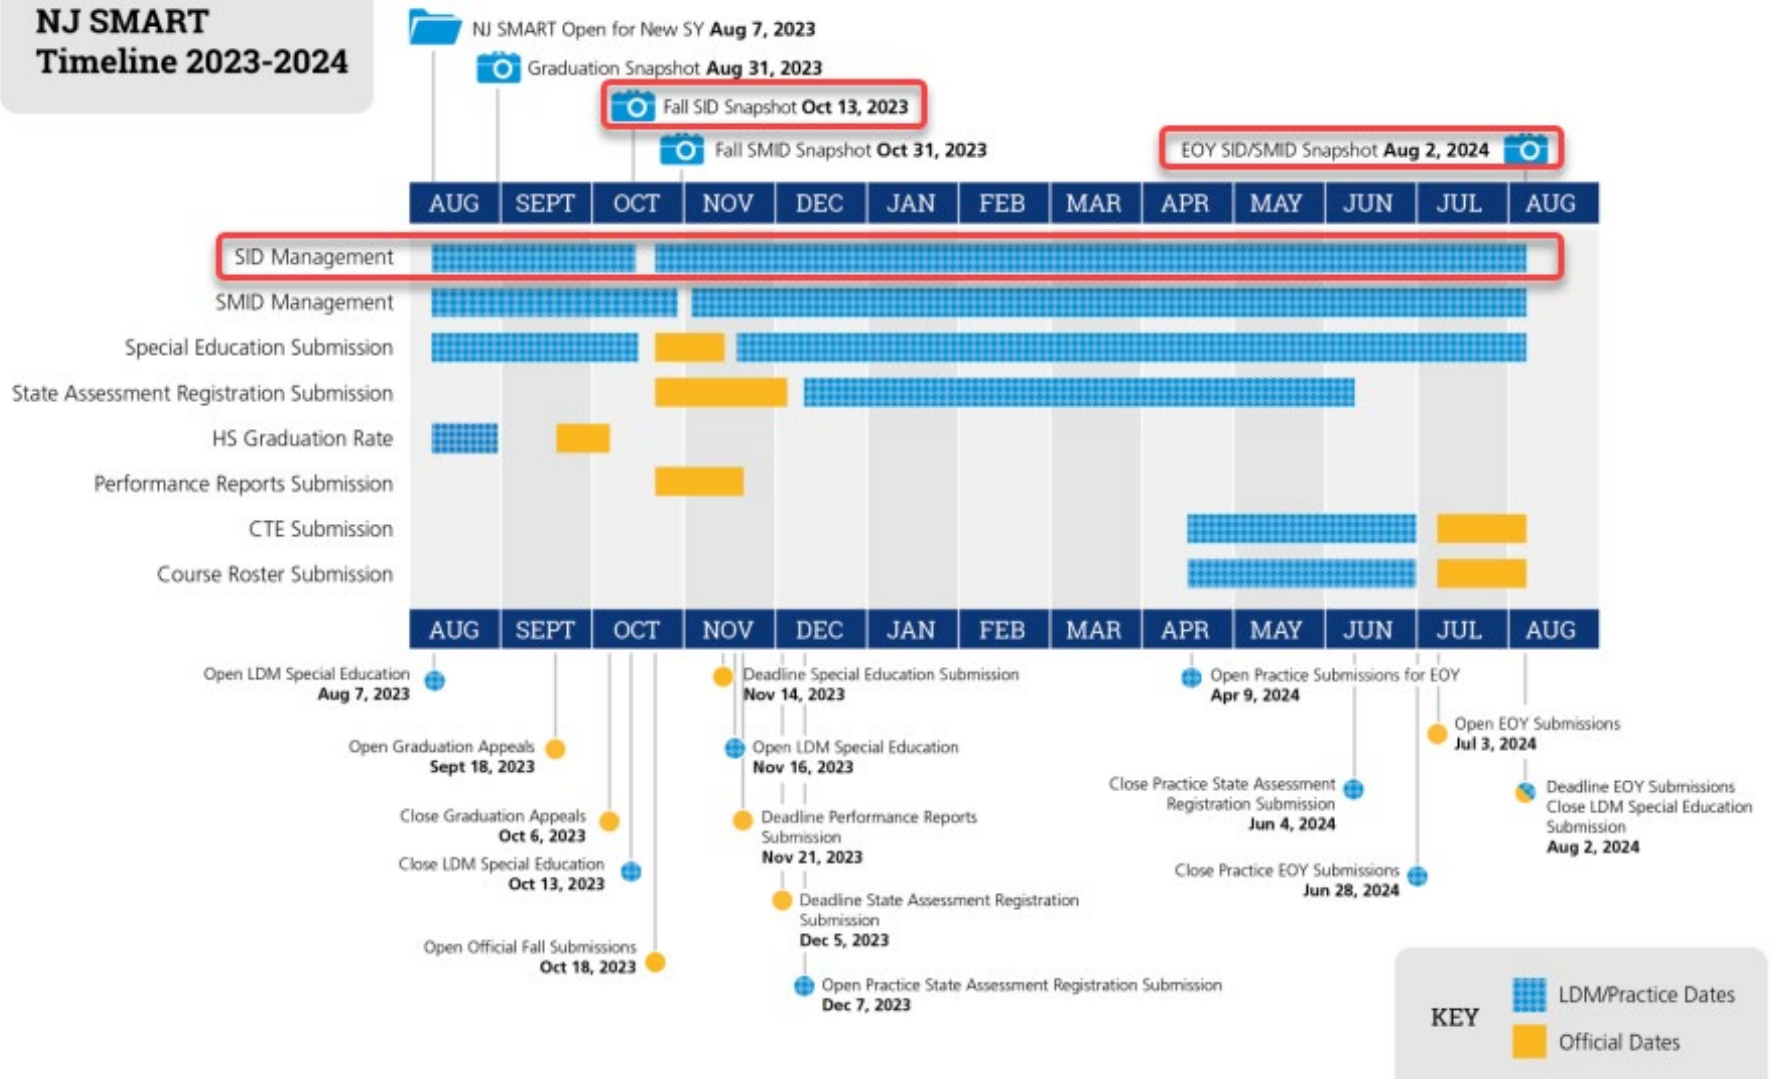 NJ SMART
Timeline 2023-2024
NJ SMART Open for New SY Aug 7, 2023
Graduation Snapshot Aug 31, 2023
Fall SID Snapshot Oct 13, 2023
Fall SMID Snapshot Oct 31, 2023
EOY SID/SMID Snapshot Aug 2, 2024
AUG SEPT OCT NOV DEC JAN FEB MAR APR MAY JUN JUL AUG
SID Management
SMID Management
Special Education Submission
State Assessment Registration Submission
HS Graduation Rate
Performance Reports Submission
CTE Submission
Course Roster Submission
AUG SEPT OCT NOV DEC JAN FEB MAR APR MAY JUN JUL AUG
Open LDM Special Education
Aug 7, 2023
Open Graduation Appeals
Sept 18, 2023
Close Graduation Appeals
Oct 6, 2023
Close LDM Special Education
Oct 13, 2023
Open Official Fall Submissions
Oct 18, 2023
Deadline Special Education Submission
Nov 14, 2023
Open LDM Special Education
Nov 16, 2023
Deadline Performance Reports
Submission
Nov 21, 2023
Deadline State Assessment Registration
Submission
Dec 5, 2023
Open Practice State Assessment Registration Submission
Dec 7, 2023
Open Practice Submissions for EOY
Apr 9, 2024
Close Practice State Assessment
Registration Submission
Jun 4, 2024
Close Practice EOY Submissions
Jun 28, 2024
Open EOY Submissions
Jul 3, 2024
Deadline EOY Submissions
Close LDM Special Education
Submission
Aug 2, 2024
KEY
LDM/Practice Dates
Official Dates